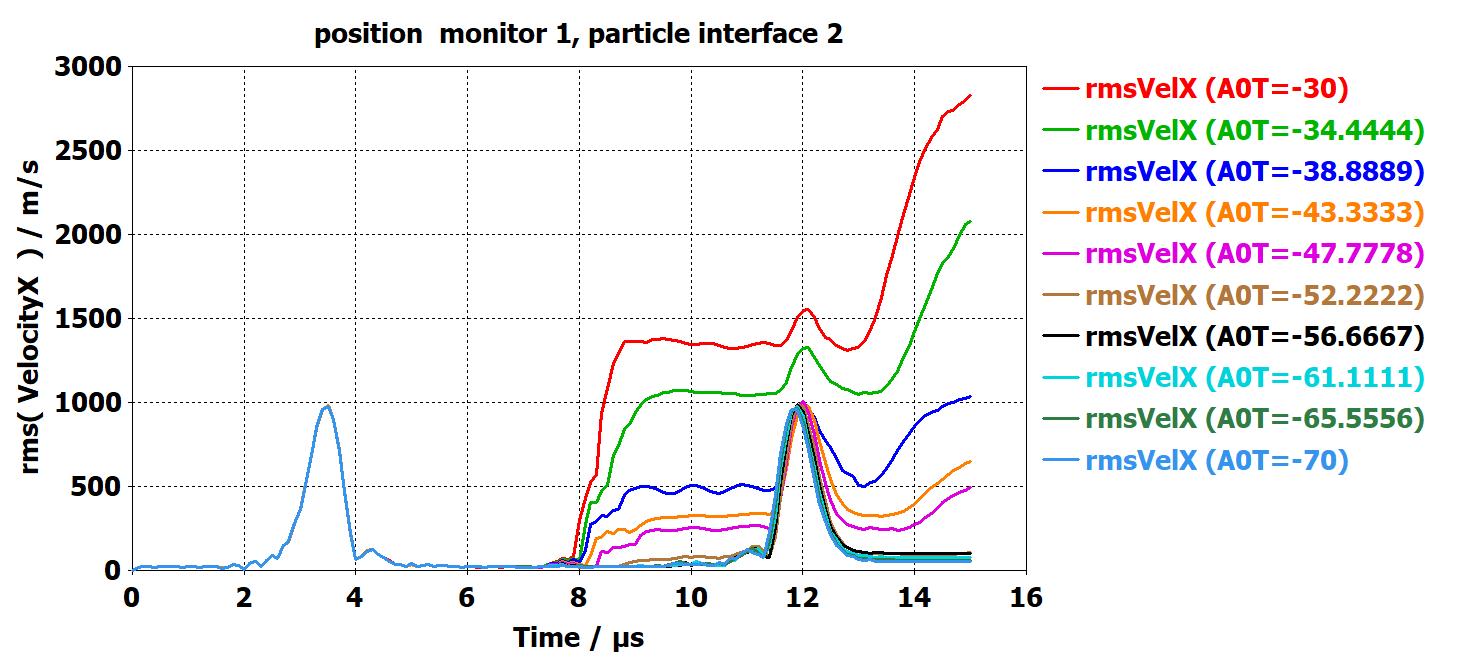 position  monitor 1, particle interface 2
rms( VelocityX  ) / m/s
3000
2500
2000
1500
1000
500
0
0 2 4 6 8 10 12 14 16
Time / µs
rmsVelX (A0T=-30)
rmsVelX (A0T=-34.4444)
rmsVelX (A0T=-38.8889)
rmsVelX (A0T=-43.3333)
rmsVelX (A0T=-47.7778)
rmsVelX (A0T=-52.2222)
rmsVelX (A0T=-56.6667)
rmsVelX (A0T=-61.1111)
rmsVelX (A0T=-65.5556)
rmsVelX (A0T=-70)